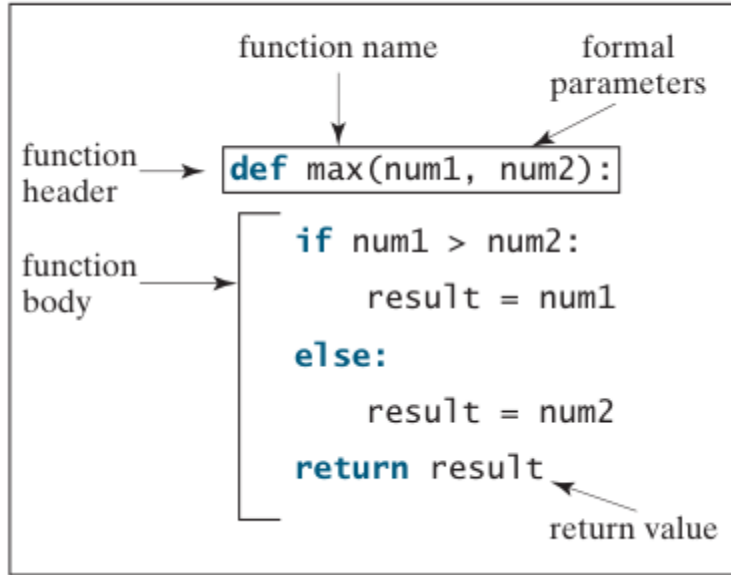 function name
formal
parameters
function
header
def max(num1, num2):
function
body
if num1 > num2:
result = num1
else:
result = num2
return result
return value